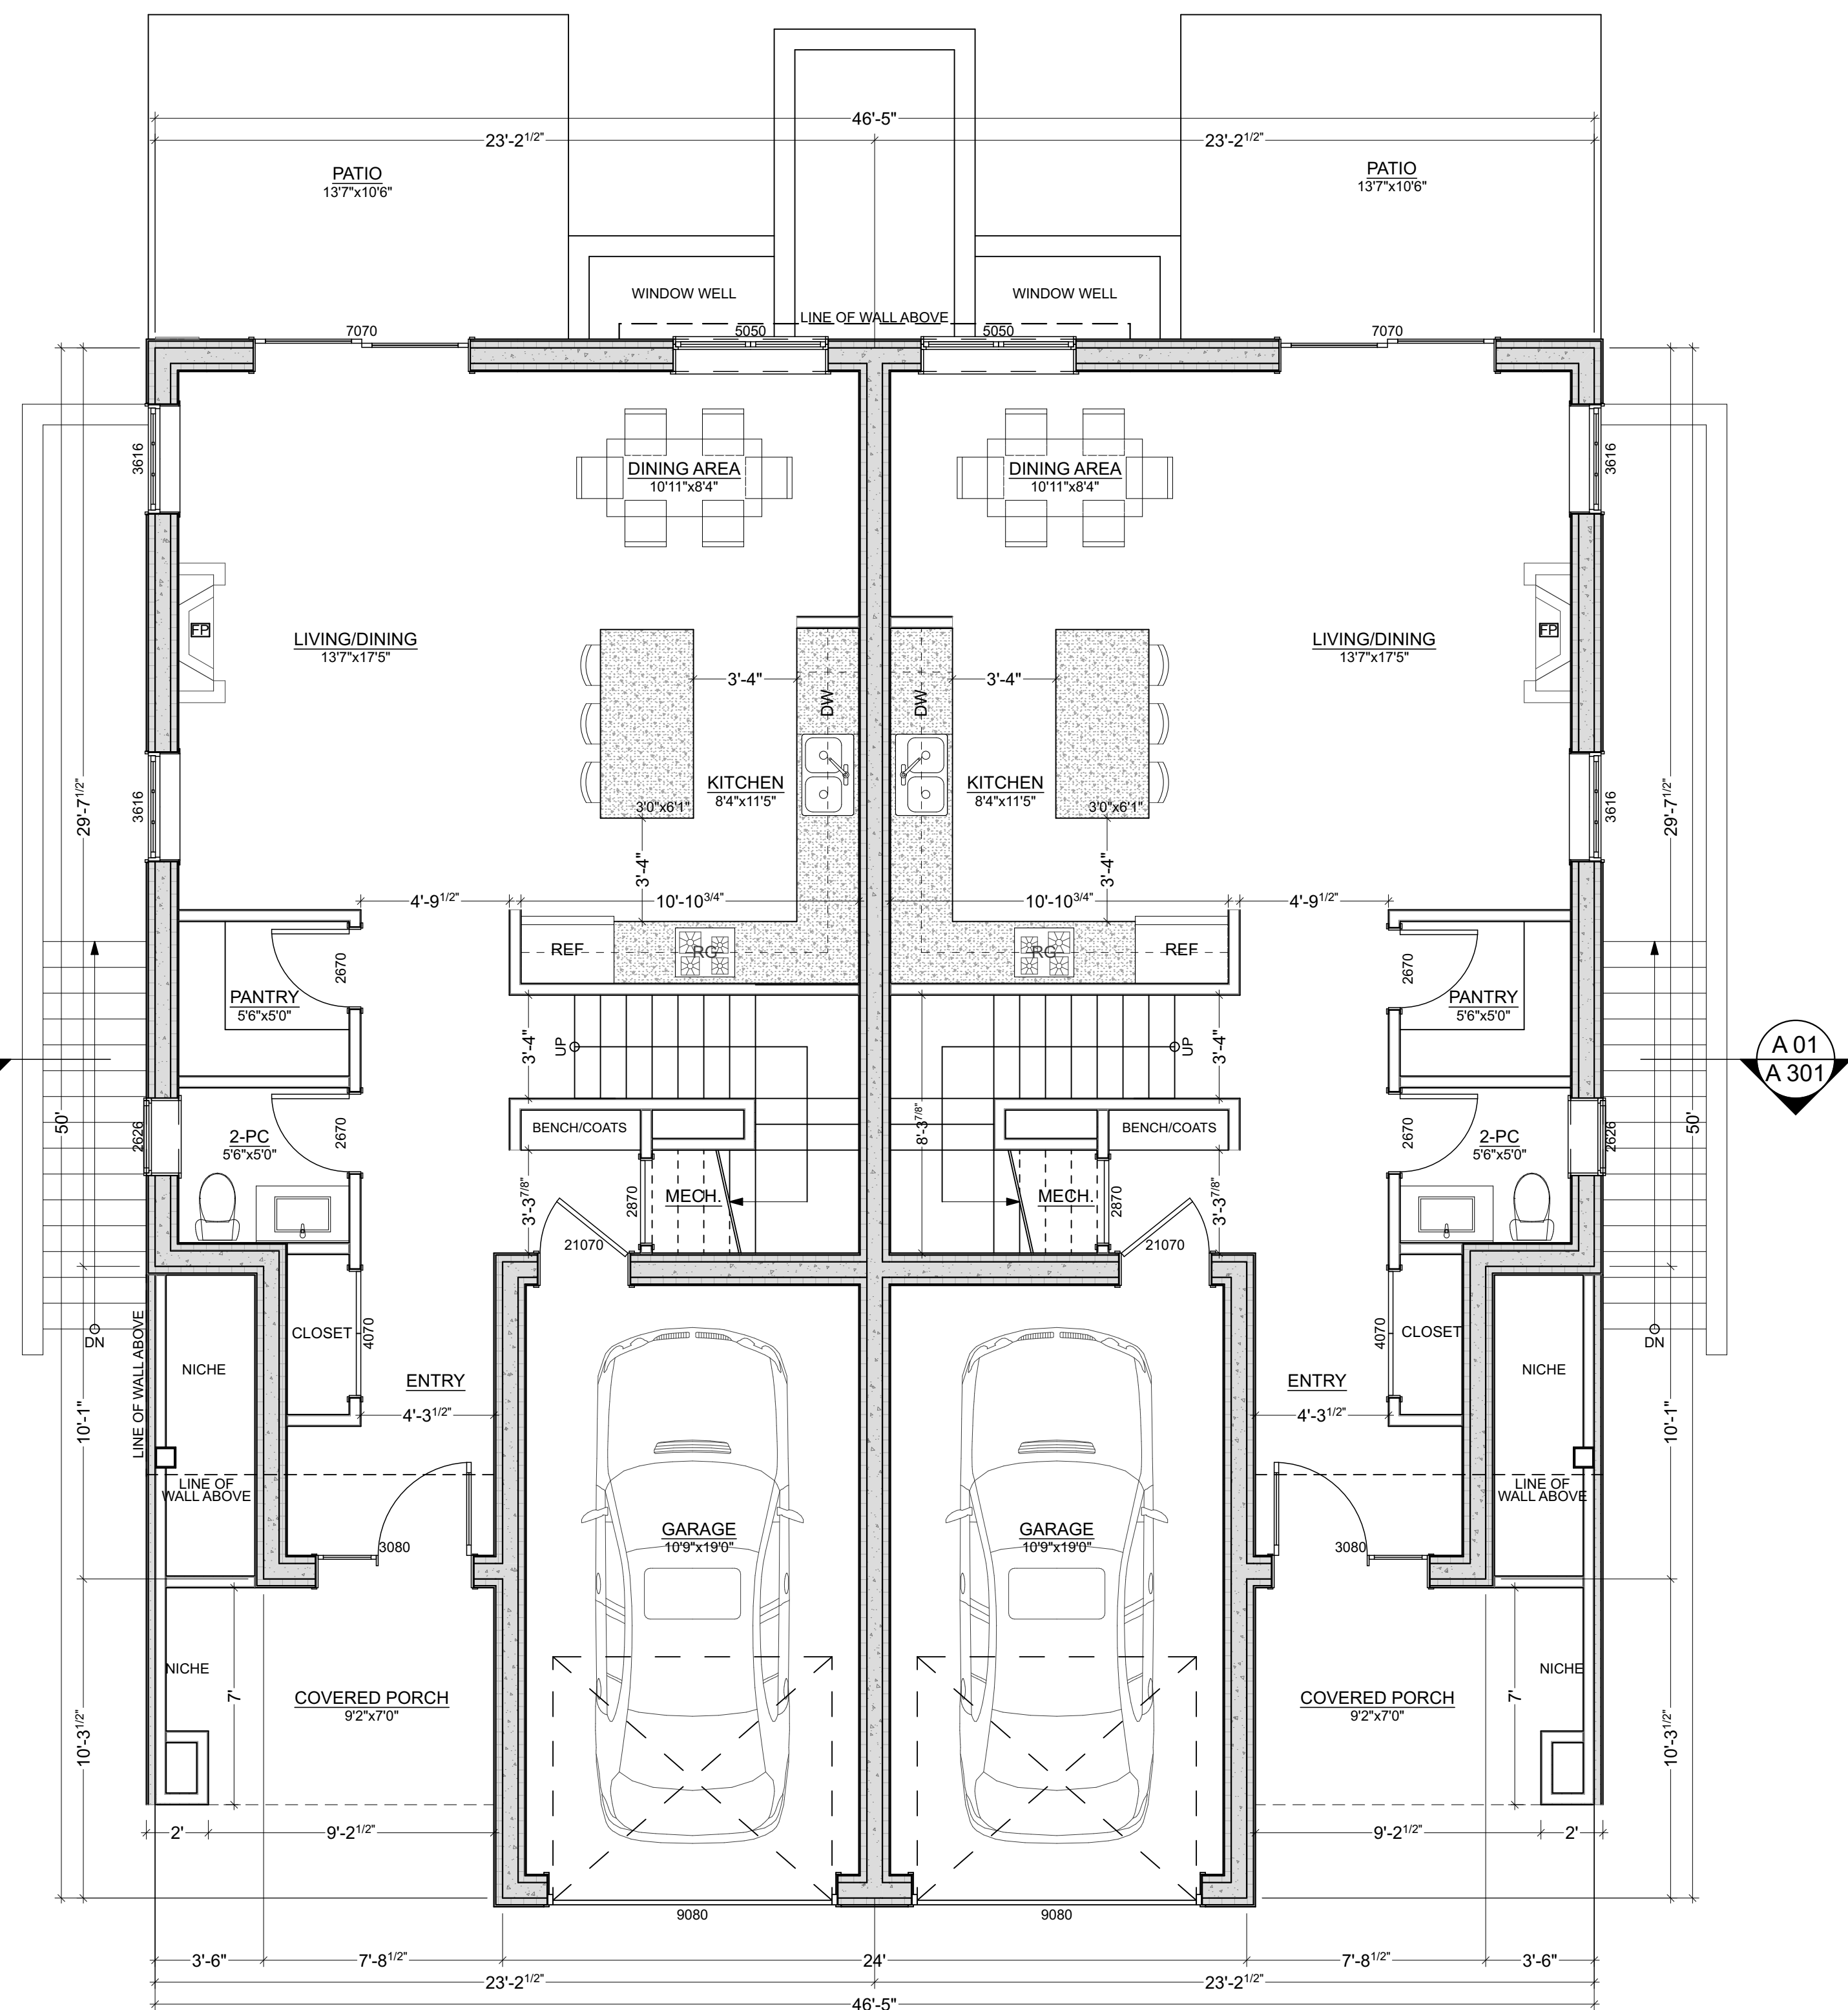 46'-5"
23'-2 1/2"
23'-2 1/2"
PATIO
13'7"x10'6"
PATIO
13'7"x10'6"
WINDOW WELL
WINDOW WELL
LINE OF WALL ABOVE
7070
5050
5050
7070
3616
3616
DINING AREA
10'11"x8'4"
DINING AREA
10'11"x8'4"
FP
FP
LIVING/DINING
13'7"x17'5"
LIVING/DINING
13'7"x17'5"
3'-4"
3'-4"
DW
DW
KITCHEN
8'4"x11'5"
KITCHEN
8'4"x11'5"
3'0"x6'1"
3'0"x6'1"
29'-7 1/2"
3616
3616
29'-7 1/2"
3'-4"
3'-4"
4'-9 1/2"
10'-10 3/4"
10'-10 3/4"
4'-9 1/2"
REF
RG
RG
REF
2670
2670
PANTRY
5'6"x5'0"
PANTRY
5'6"x5'0"
3'-4"
UP
UP
3'-4"
A 01
A 301
50'
50'
2626
2626
2-PC
5'6"x5'0"
2670
2670
2-PC
5'6"x5'0"
BENCH/COATS
BENCH/COATS
8'-3 7/8"
3'-3 7/8"
2870
MECH.
MECH.
2870
3'-3 7/8"
21070
21070
DN
DN
LINE OF WALL ABOVE
CLOSET
4070
4070
CLOSET
NICHE
NICHE
ENTRY
ENTRY
10'-1"
4'-3 1/2"
4'-3 1/2"
10'-1"
LINE OF
WALL ABOVE
LINE OF
WALL ABOVE
3080
3080
GARAGE
10'9"x19'0"
GARAGE
10'9"x19'0"
NICHE
NICHE
7'
7'
COVERED PORCH
9'2"x7'0"
COVERED PORCH
9'2"x7'0"
10'-3 1/2"
10'-3 1/2"
2'
9'-2 1/2"
9'-2 1/2"
2'
9080
9080
3'-6"
7'-8 1/2"
24'
7'-8 1/2"
3'-6"
23'-2 1/2"
23'-2 1/2"
46'-5"